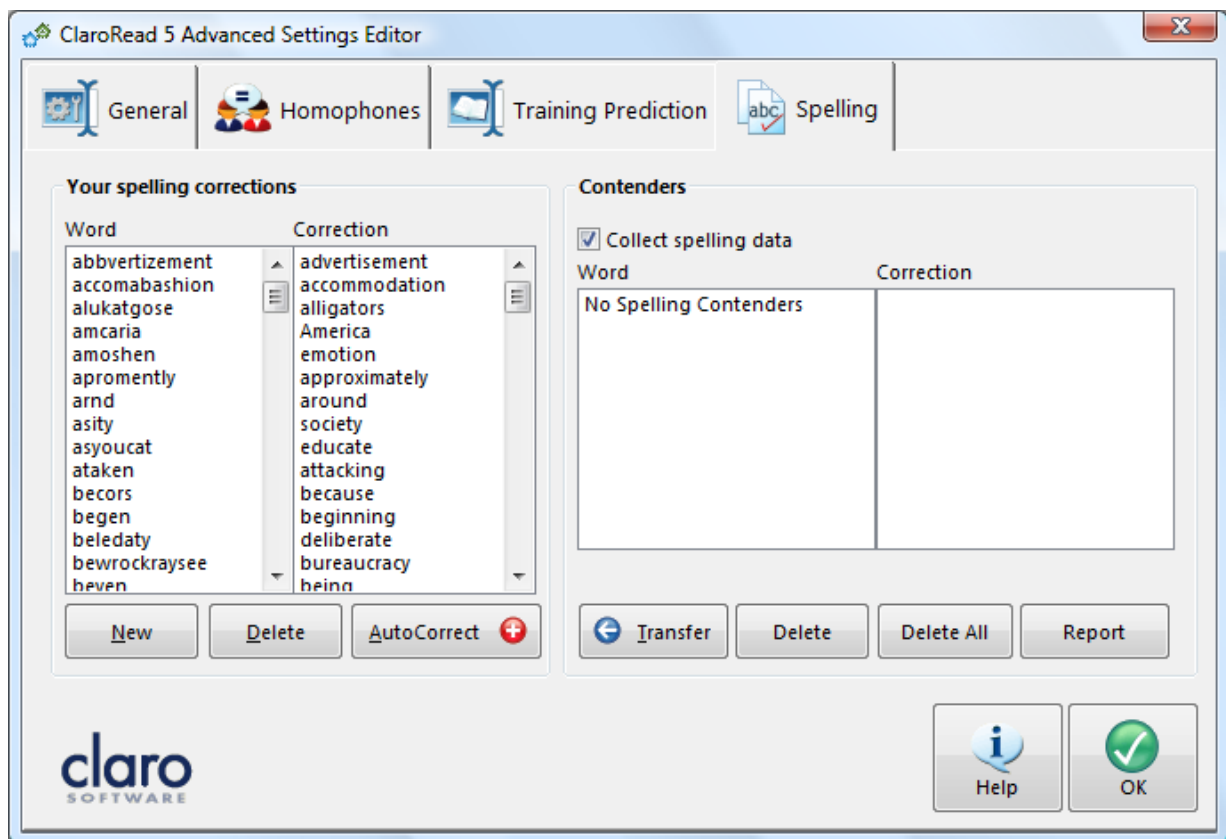 ClaroRead 5 Advanced Settings Editor
General
Homophones
Training Prediction
abc
Spelling
Your spelling corrections
Word Correction
abbvertizement advertisement
accomabashion accommodation
alukatgose alligators
amcaria America
amoshen emotion
apromently approximately
arnd around
asity society
asyoucat educate
ataken attacking
becors because
begen beginning
beledaty deliberate
bewrockraysee bureaucracy
beven being
New Delete AutoCorrect
Contenders
Collect spelling data
Word Correction
No Spelling Contenders
Transfer Delete Delete All Report
claro
SOFTWARE
Help OK